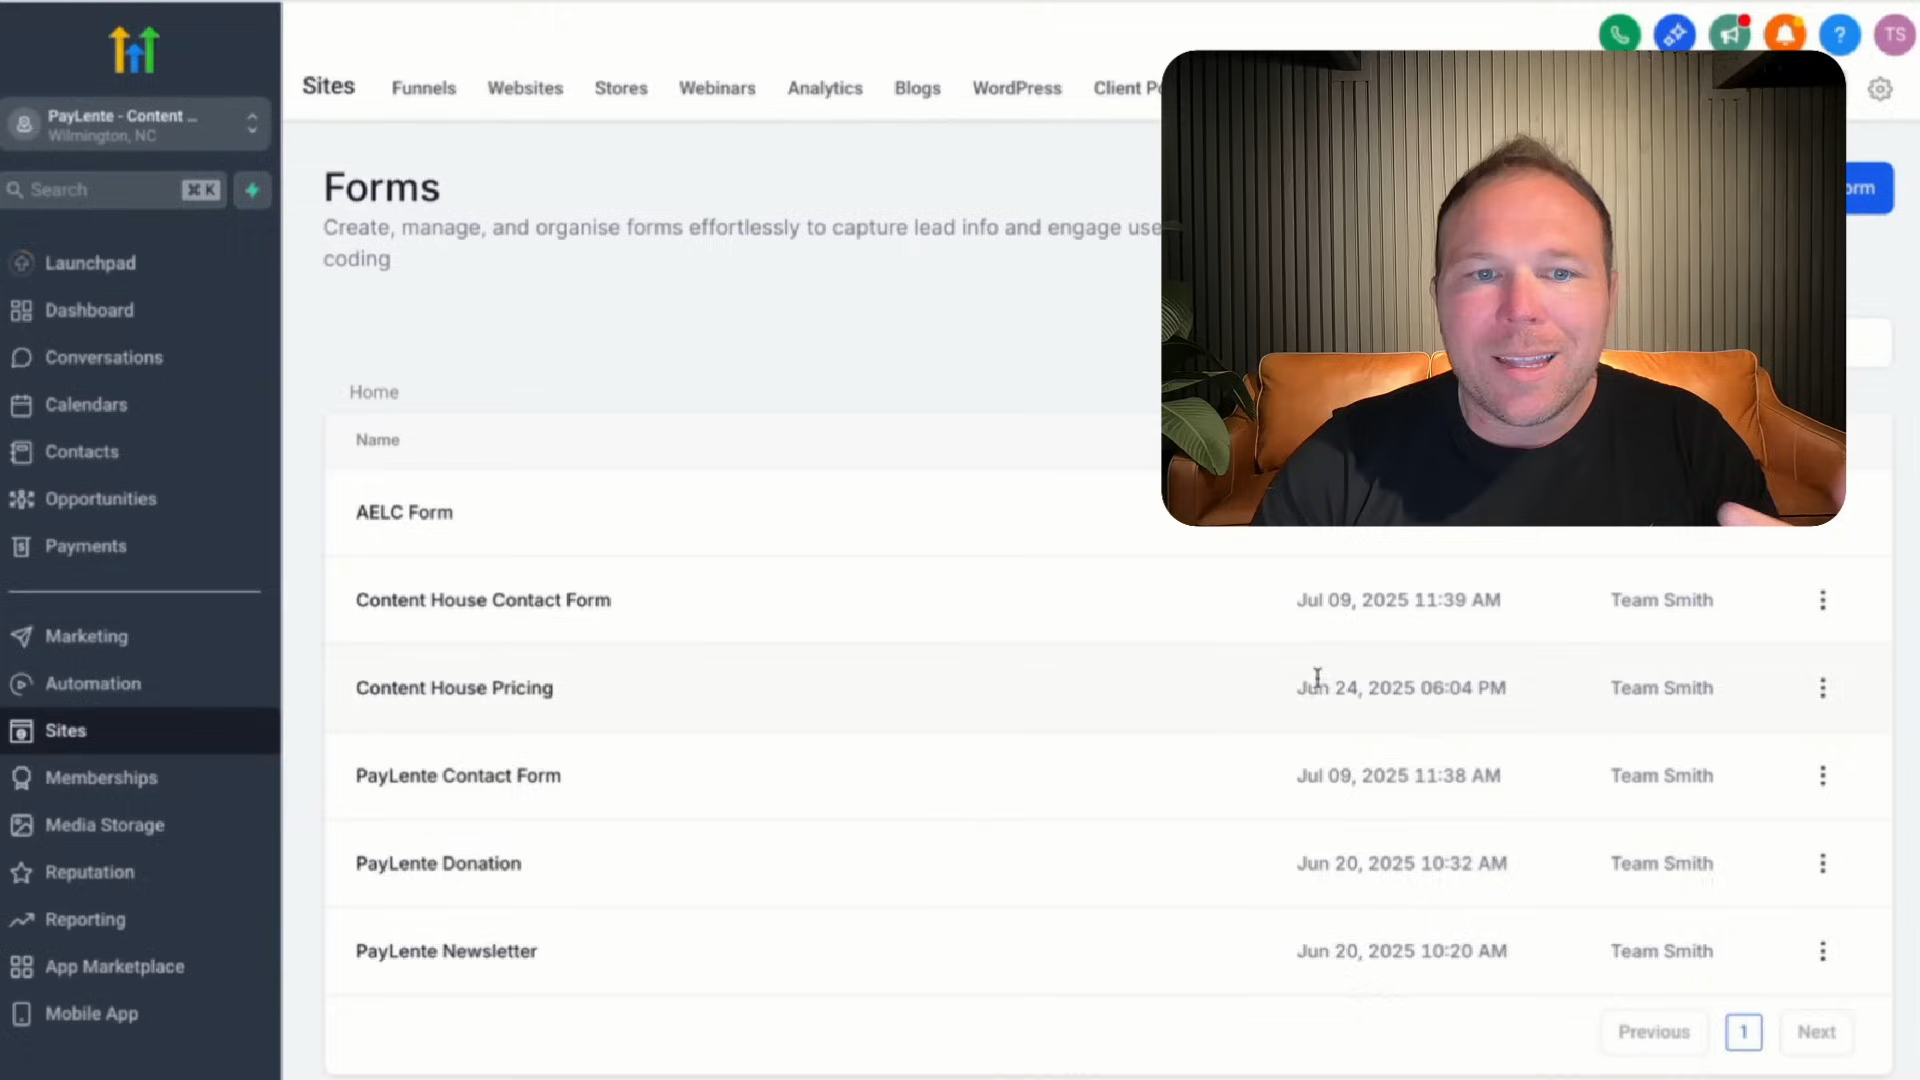 TS
PayLente - Content ...
Wilmington, NC
Search
⌘ K
Launchpad
Dashboard
Conversations
Calendars
Contacts
Opportunities
Payments
Marketing
Automation
Sites
Memberships
Media Storage
Reputation
Reporting
App Marketplace
Mobile App
Sites Funnels Websites Stores Webinars Analytics Blogs WordPress Client Po
Forms
Create, manage, and organise forms effortlessly to capture lead info and engage use
coding
orm
Home
Name
AELC Form
Content House Contact Form Jul 09, 2025 11:39 AM Team Smith
Content House Pricing Jun 24, 2025 06:04 PM Team Smith
PayLente Contact Form Jul 09, 2025 11:38 AM Team Smith
PayLente Donation Jun 20, 2025 10:32 AM Team Smith
PayLente Newsletter Jun 20, 2025 10:20 AM Team Smith
Previous 1 Next